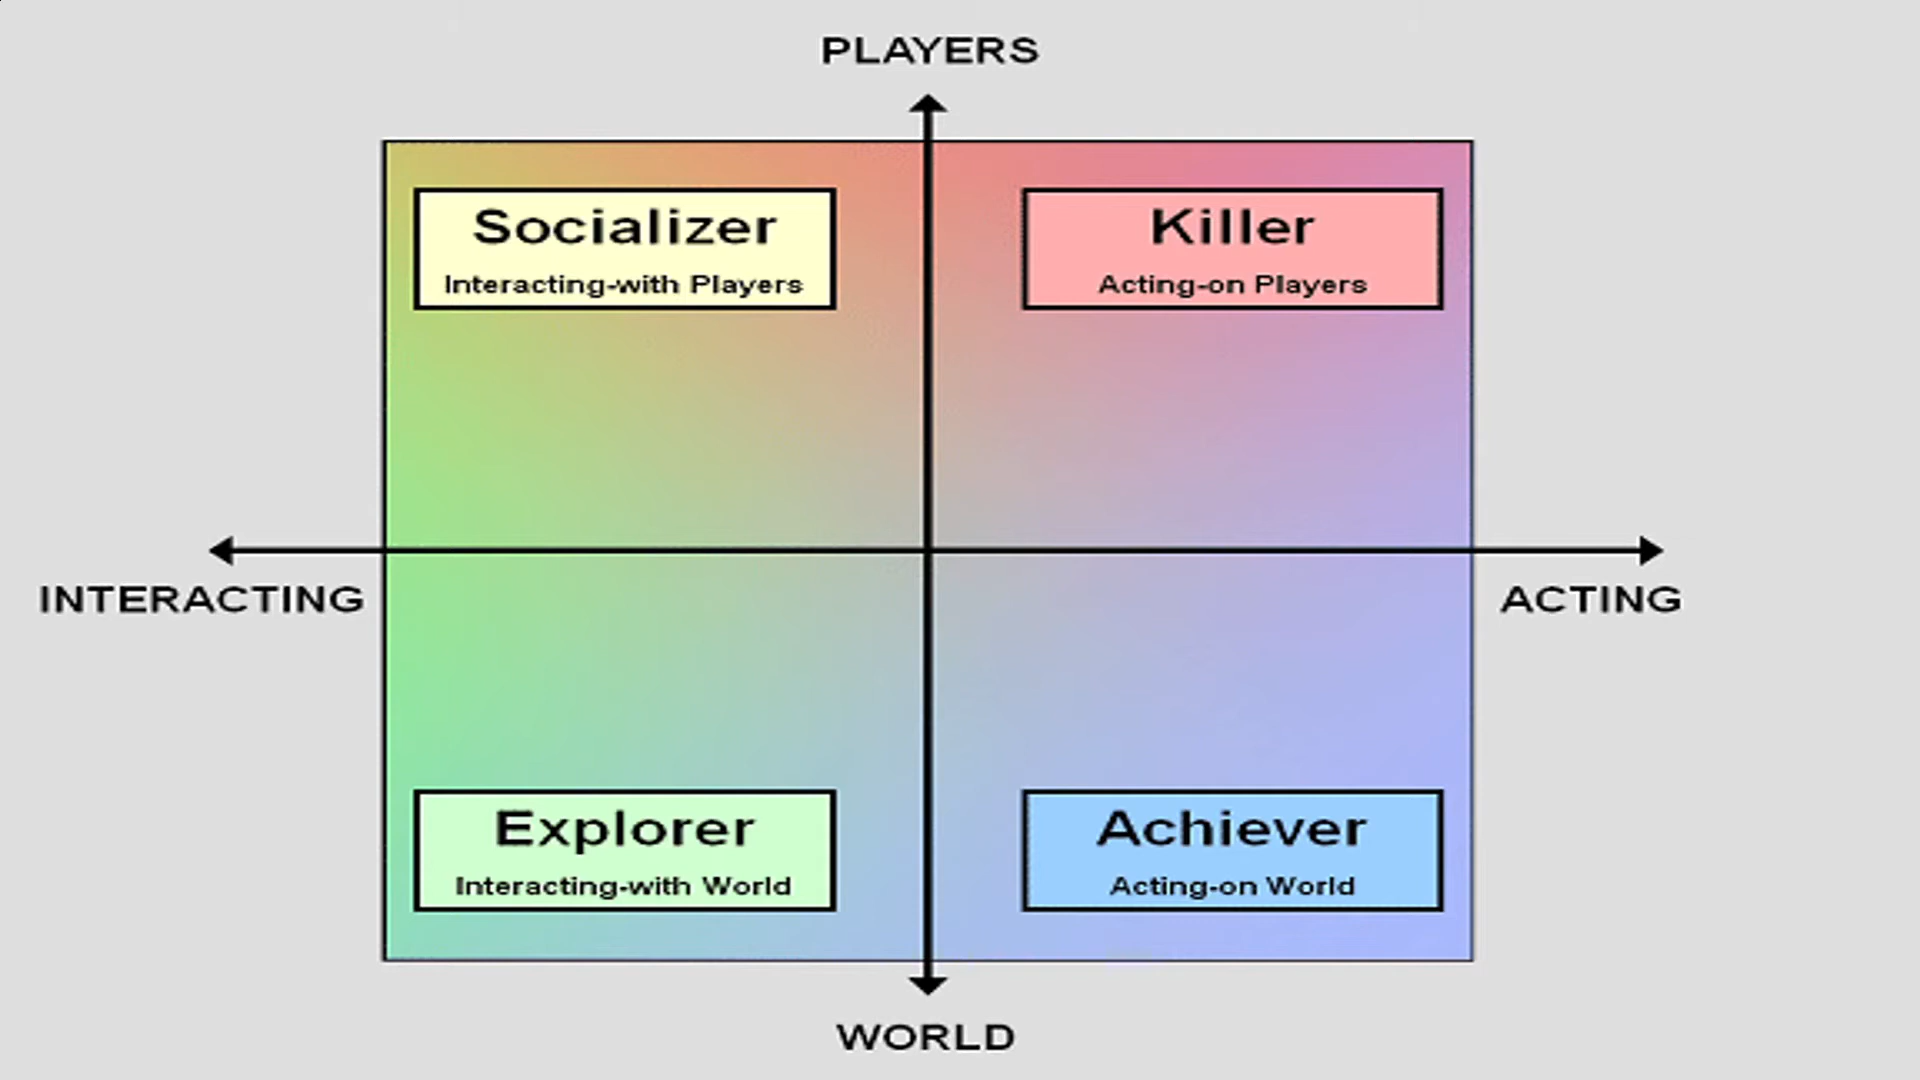 PLAYERS
Socializer
Interacting-with Players
Killer
Acting-on Players
INTERACTING
ACTING
Explorer
Interacting-with World
Achiever
Acting-on World
WORLD